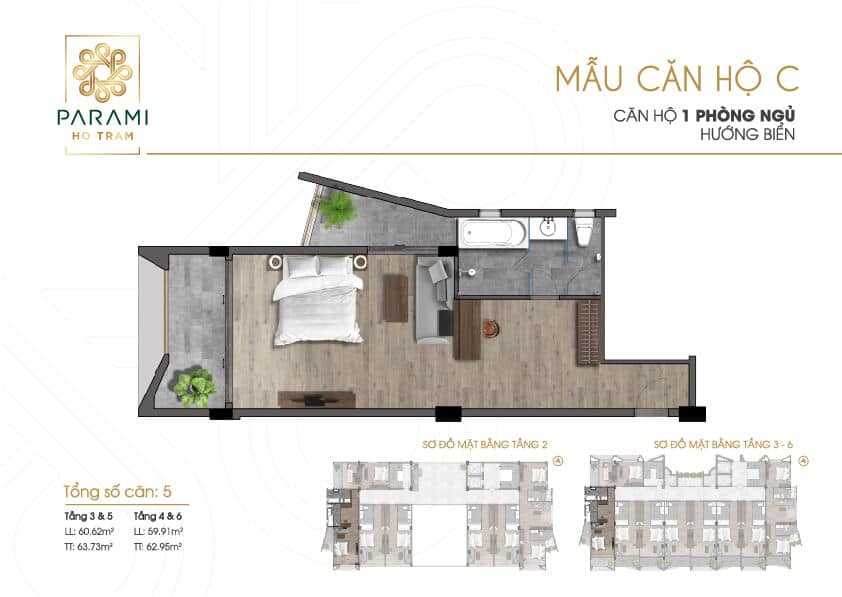 PARAMI
HO TRAM
MẪU CĂN HỘ C
CĂN HỘ 1 PHÒNG NGỦ
HƯỚNG BIỂN
SƠ ĐỒ MẶT BẰNG TẦNG 2
SƠ ĐỒ MẶT BẰNG TẦNG 3 - 6
Tổng số căn: 5
Tầng 3 & 5 Tầng 4 & 6
LL: 60.62m² LL: 59.91m²
TT: 63.73m² TT: 62.95m²